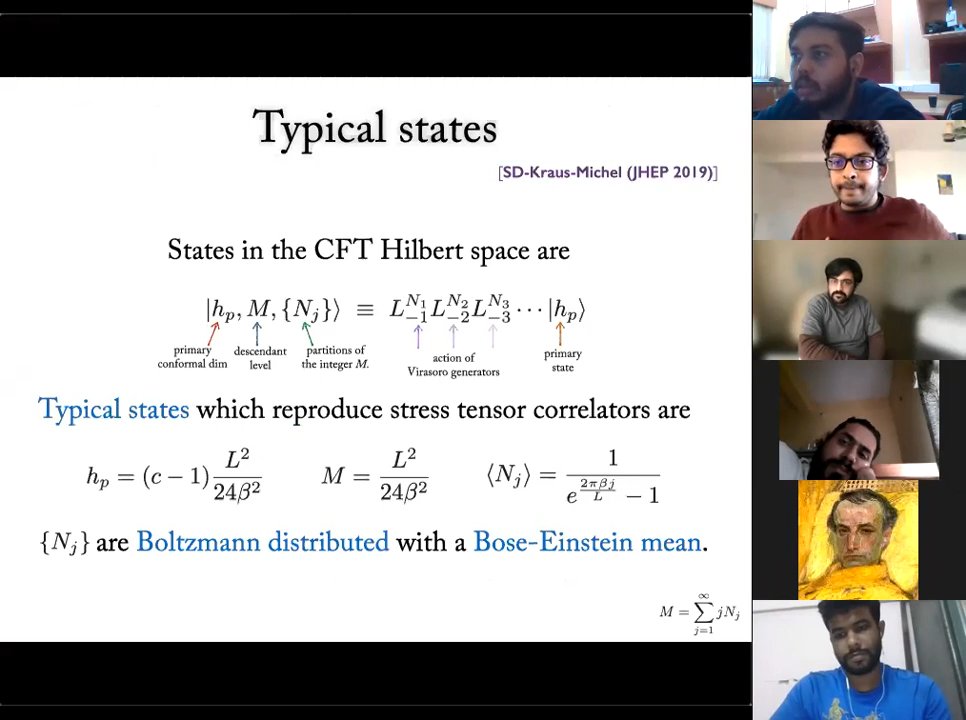 Typical states
[SD-Kraus-Michel (JHEP 2019)]
States in the CFT Hilbert space are
|h_p, M, {N_j}⟩ ≡ L_{-1}^{N_1} L_{-2}^{N_2} L_{-3}^{N_3} ⋯ |h_p⟩
primary conformal dim
descendant level
partitions of the integer M.
action of Virasoro generators
primary state
Typical states which reproduce stress tensor correlators are
h_p = (c − 1) L^2/24β^2    M = L^2/24β^2    ⟨N_j⟩ = 1/(e^{2πβj/L} − 1)
{N_j} are Boltzmann distributed with a Bose-Einstein mean.
M = ∑_{j=1}^{∞} jN_j